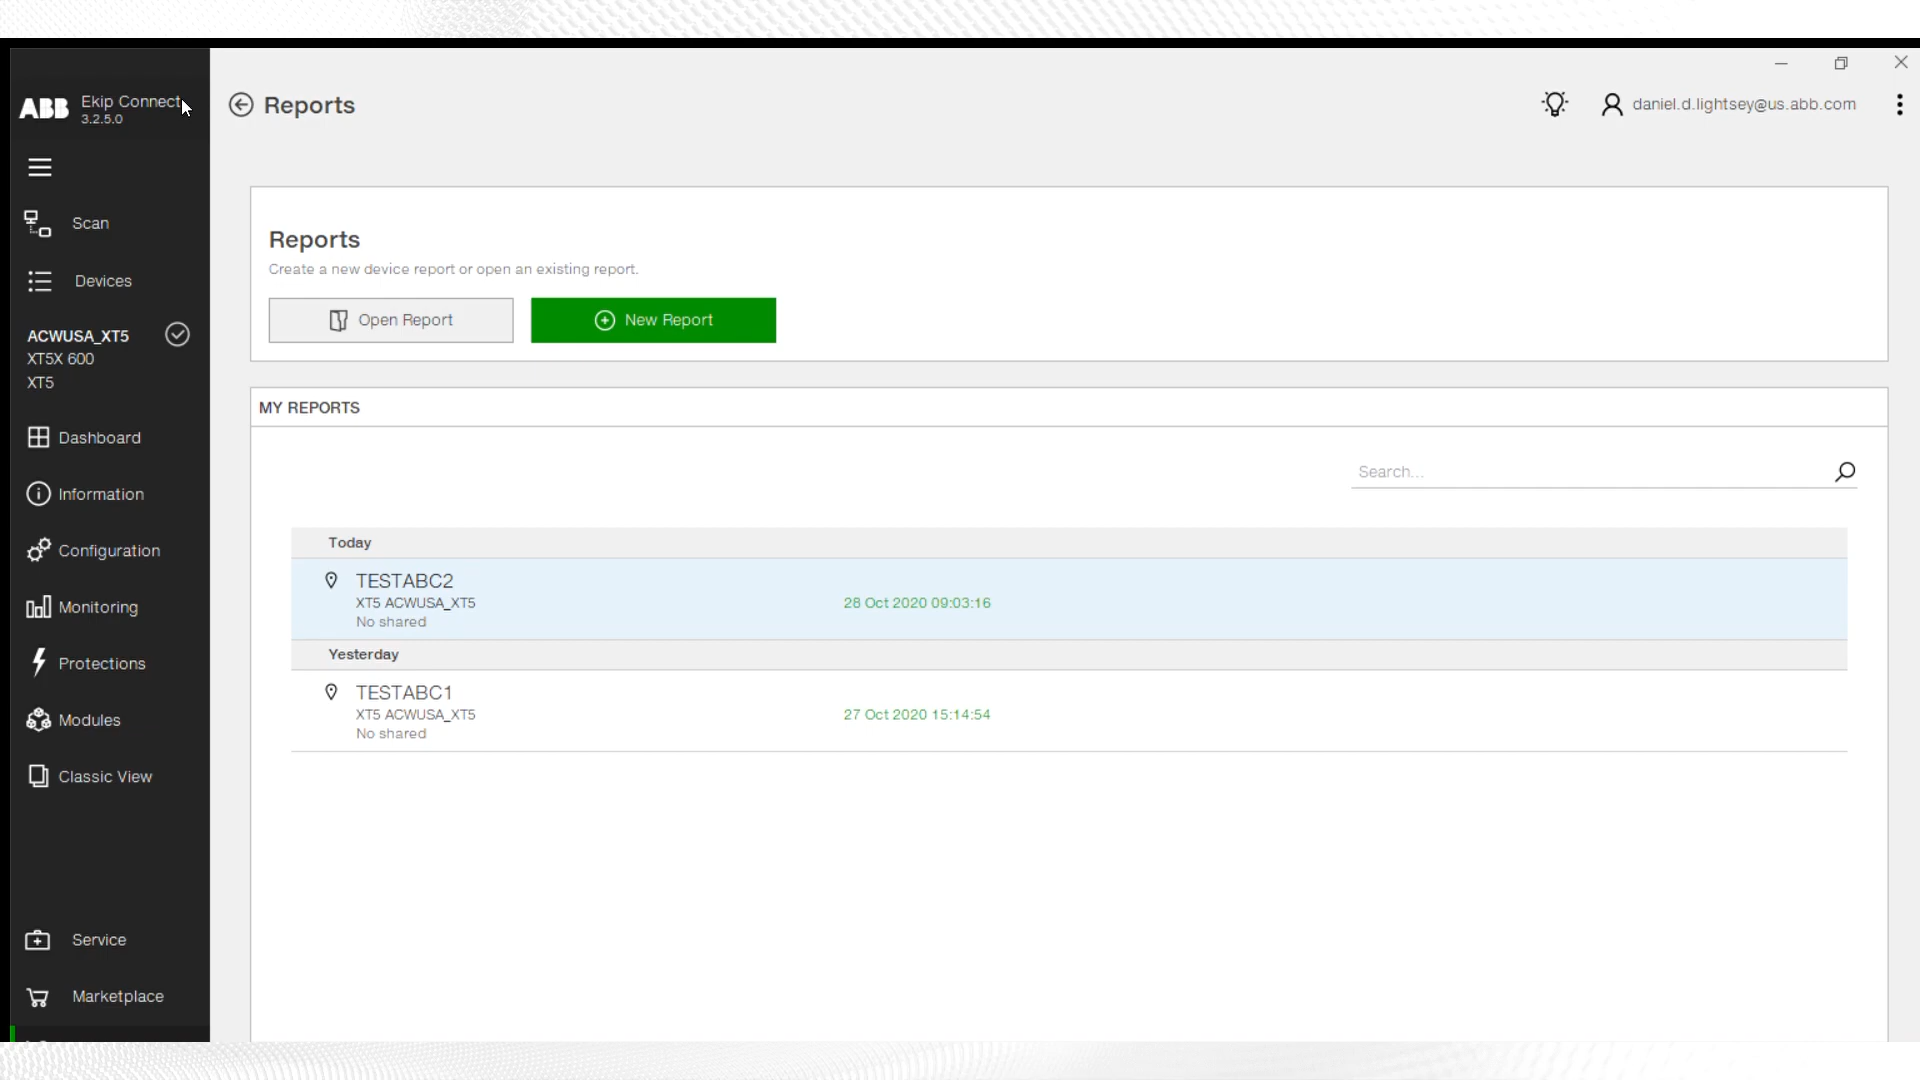 ABB
Ekip Connect
3.2.5.0
Reports
daniel.d.lightsey@us.abb.com
Scan
Devices
ACWUSA_XT5
XT5X 600
XT5
Dashboard
Information
Configuration
Monitoring
Protections
Modules
Classic View
Service
Marketplace
Reports
Create a new device report or open an existing report.
Open Report
New Report
MY REPORTS
Search...
Today
TESTABC2
XT5 ACWUSA_XT5
28 Oct 2020 09:03:16
No shared
Yesterday
TESTABC1
XT5 ACWUSA_XT5
27 Oct 2020 15:14:54
No shared